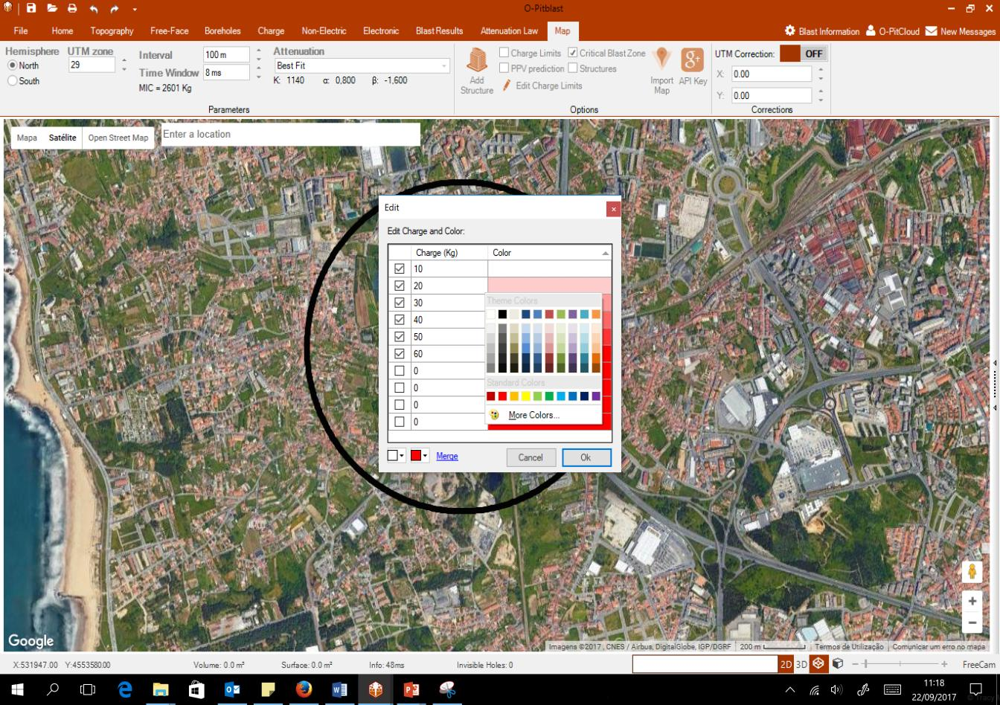 O-Pitblast
File Home Topography Free-Face Boreholes Charge Non-Electric Electronic Blast Results Attenuation Law Map Blast Information O-PitCloud New Messages
Hemisphere UTM zone Interval 100 m Attenuation Charge Limits Critical Blast Zone UTM Correction: OFF
North 29 Best Fit PPV prediction Structures
South Time Window 8 ms K: 1140 α: 0,800 β: -1,600 Add Structure Edit Charge Limits Import Map API Key X: 0.00
MIC = 2601 Kg Y: 0.00
Parameters Options Corrections
Mapa Satélite Open Street Map Enter a location
Edit
Edit Charge and Color:
Charge (Kg) Color
10
20
30
Theme Colors
40
50
60
0
Standard Colors
0
0
More Colors...
0
Merge Cancel Ok
Google
Imagens ©2017 , CNES / Airbus, DigitalGlobe, IGP/DGRF 200 m Termos de Utilização Comunicar um erro no mapa
X:531947.00 Y:4553580.00 Volume: 0.0 m³ Surface:0.0 m² Info: 48ms Invisible Holes: 0 2D 3D FreeCam
11:18
22/09/2017